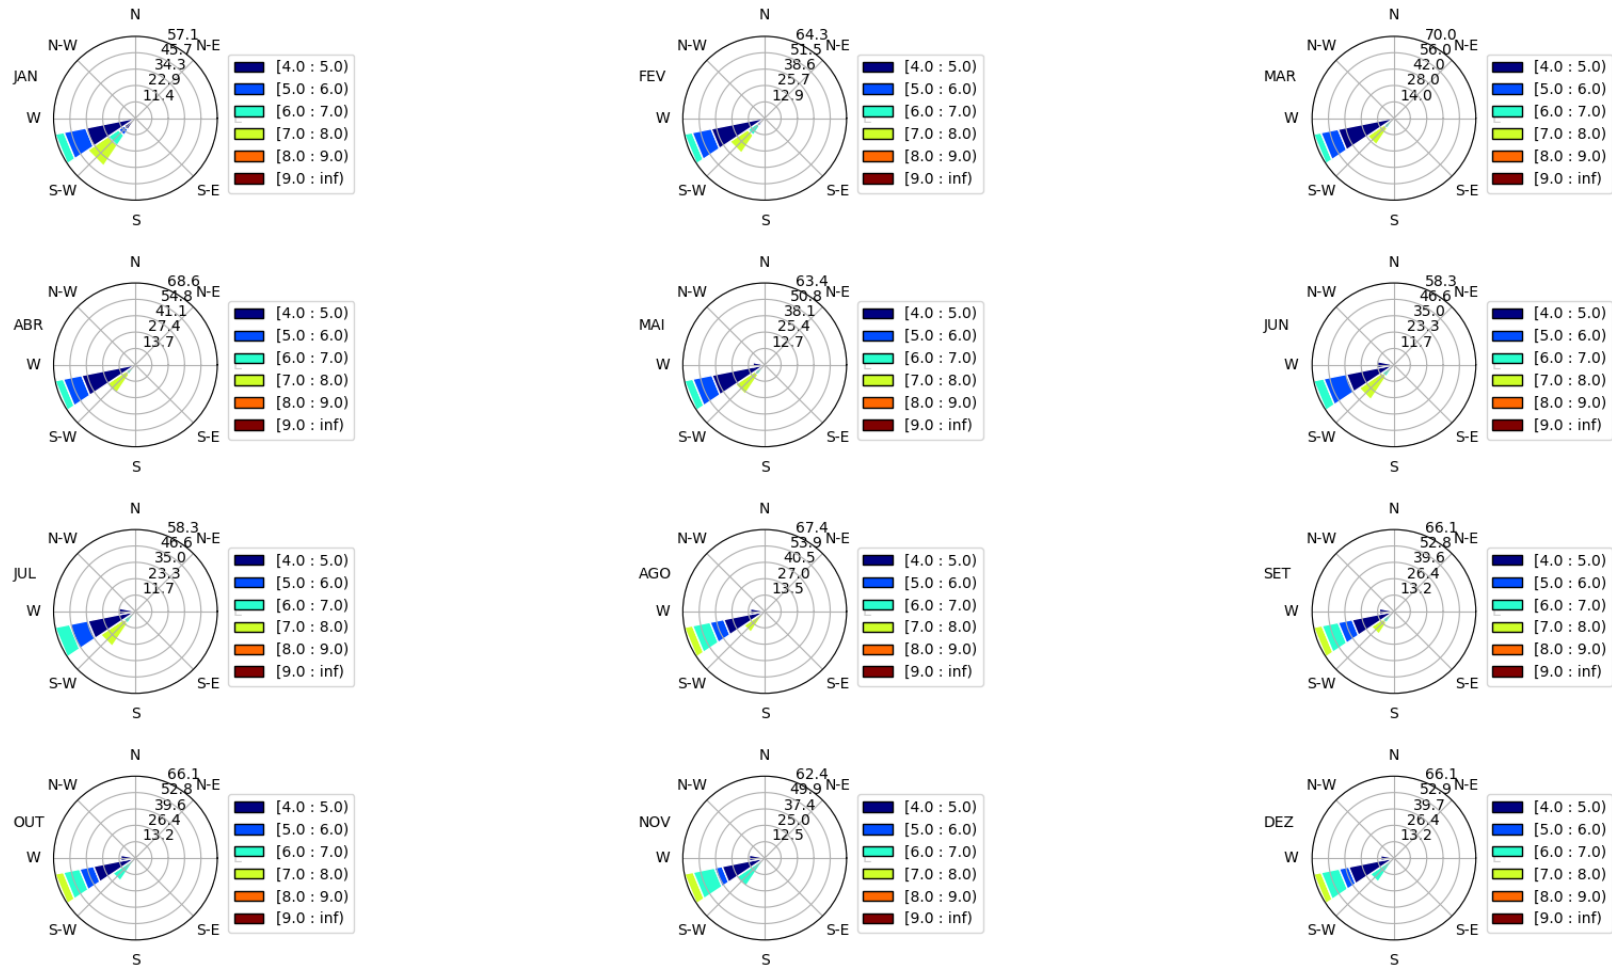 N
57.1
N-W
N-E
45.7
34.3
JAN
22.9
11.4
W
S-W
S-E
S
[4.0 : 5.0)
[5.0 : 6.0)
[6.0 : 7.0)
[7.0 : 8.0)
[8.0 : 9.0)
[9.0 : inf)
N
64.3
N-W
N-E
51.5
38.6
FEV
25.7
12.9
W
S-W
S-E
S
[4.0 : 5.0)
[5.0 : 6.0)
[6.0 : 7.0)
[7.0 : 8.0)
[8.0 : 9.0)
[9.0 : inf)
N
70.0
N-W
N-E
56.0
42.0
MAR
28.0
14.0
W
S-W
S-E
S
[4.0 : 5.0)
[5.0 : 6.0)
[6.0 : 7.0)
[7.0 : 8.0)
[8.0 : 9.0)
[9.0 : inf)
N
68.6
N-W
N-E
54.8
41.1
ABR
27.4
13.7
W
S-W
S-E
S
[4.0 : 5.0)
[5.0 : 6.0)
[6.0 : 7.0)
[7.0 : 8.0)
[8.0 : 9.0)
[9.0 : inf)
N
63.4
N-W
N-E
50.8
38.1
MAI
25.4
12.7
W
S-W
S-E
S
[4.0 : 5.0)
[5.0 : 6.0)
[6.0 : 7.0)
[7.0 : 8.0)
[8.0 : 9.0)
[9.0 : inf)
N
58.3
N-W
N-E
46.6
35.0
JUN
23.3
11.7
W
S-W
S-E
S
[4.0 : 5.0)
[5.0 : 6.0)
[6.0 : 7.0)
[7.0 : 8.0)
[8.0 : 9.0)
[9.0 : inf)
N
58.3
N-W
N-E
46.6
35.0
JUL
23.3
11.7
W
S-W
S-E
S
[4.0 : 5.0)
[5.0 : 6.0)
[6.0 : 7.0)
[7.0 : 8.0)
[8.0 : 9.0)
[9.0 : inf)
N
67.4
N-W
N-E
53.9
40.5
AGO
27.0
13.5
W
S-W
S-E
S
[4.0 : 5.0)
[5.0 : 6.0)
[6.0 : 7.0)
[7.0 : 8.0)
[8.0 : 9.0)
[9.0 : inf)
N
66.1
N-W
N-E
52.8
39.6
SET
26.4
13.2
W
S-W
S-E
S
[4.0 : 5.0)
[5.0 : 6.0)
[6.0 : 7.0)
[7.0 : 8.0)
[8.0 : 9.0)
[9.0 : inf)
N
66.1
N-W
N-E
52.8
39.6
OUT
26.4
13.2
W
S-W
S-E
S
[4.0 : 5.0)
[5.0 : 6.0)
[6.0 : 7.0)
[7.0 : 8.0)
[8.0 : 9.0)
[9.0 : inf)
N
62.4
N-W
N-E
49.9
37.4
NOV
25.0
12.5
W
S-W
S-E
S
[4.0 : 5.0)
[5.0 : 6.0)
[6.0 : 7.0)
[7.0 : 8.0)
[8.0 : 9.0)
[9.0 : inf)
N
66.1
N-W
N-E
52.9
39.7
DEZ
26.4
13.2
W
S-W
S-E
S
[4.0 : 5.0)
[5.0 : 6.0)
[6.0 : 7.0)
[7.0 : 8.0)
[8.0 : 9.0)
[9.0 : inf)